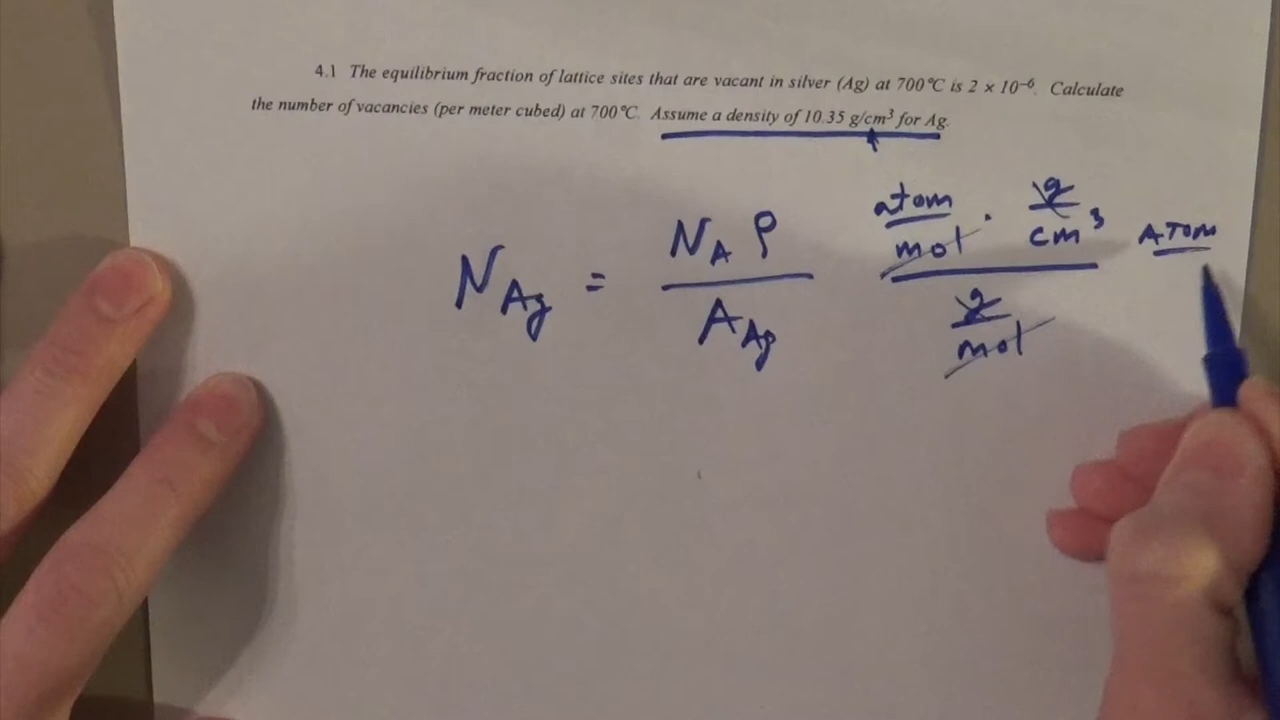 4.1 The equilibrium fraction of lattice sites that are vacant in silver (Ag) at 700°C is 2 × 10⁻⁶. Calculate
the number of vacancies (per meter cubed) at 700°C. Assume a density of 10.35 g/cm³ for Ag.
N_Ag = N_A ρ / A_Ag
atom/mol · g/cm³
g/mol
ATOM